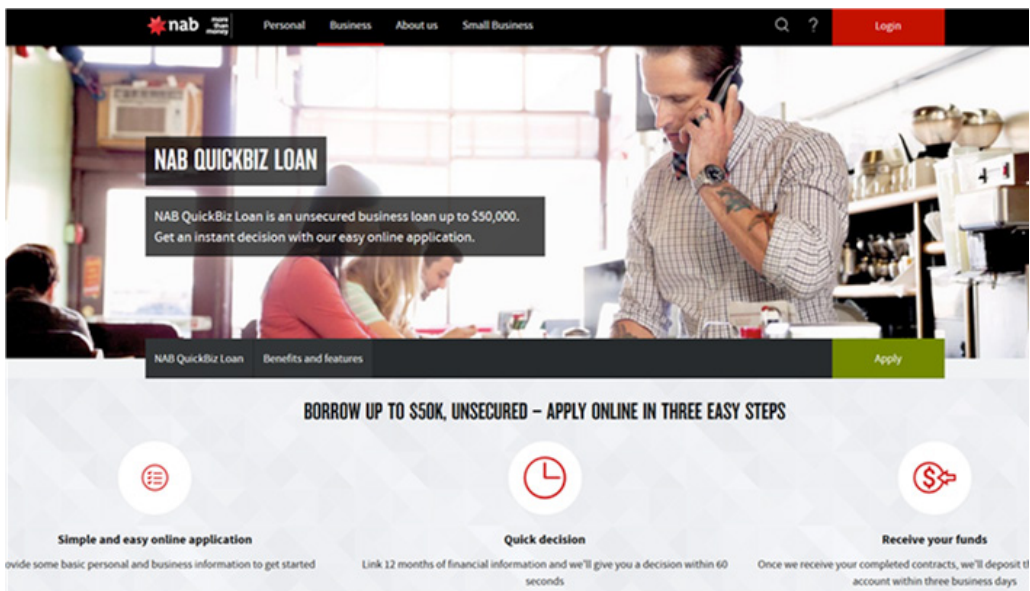 nab more than money Personal Business About us Small Business ? Login
NAB QUICKBIZ LOAN
NAB QuickBiz Loan is an unsecured business loan up to $50,000.
Get an instant decision with our easy online application.
NAB QuickBiz Loan Benefits and features Apply
BORROW UP TO $50K, UNSECURED – APPLY ONLINE IN THREE EASY STEPS
Simple and easy online application
ovide some basic personal and business information to get started
Quick decision
Link 12 months of financial information and we'll give you a decision within 60
seconds
Receive your funds
Once we receive your completed contracts, we'll deposit th
account within three business days